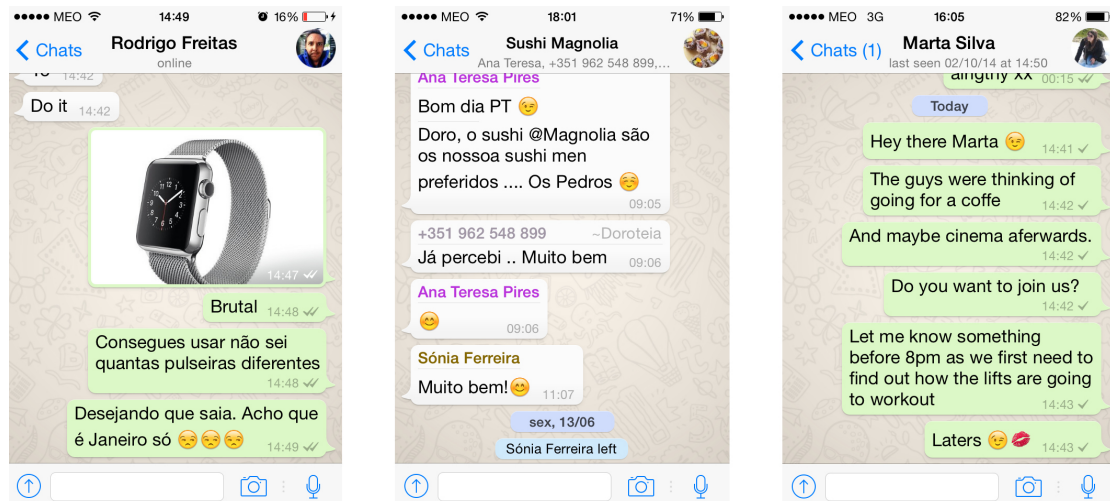 MEO 14:49 16%
Chats Rodrigo Freitas
online
14:42
Do it 14:42
14:47
Brutal 14:48
Consegues usar não sei
quantas pulseiras diferentes
14:48
Desejando que saia. Acho que
é Janeiro só 😒😒😒 14:49
MEO 18:01 71%
Chats Sushi Magnolia
Ana Teresa, +351 962 548 899,...
Ana Teresa Pires
Bom dia PT 😉
Doro, o sushi @Magnolia são
os nossoa sushi men
preferidos .... Os Pedros ☺️
09:05
+351 962 548 899 ~Doroteia
Já percebi .. Muito bem 09:06
Ana Teresa Pires
😊 09:06
Sónia Ferreira
Muito bem!😊 11:07
sex, 13/06
Sónia Ferreira left
MEO 3G 16:05 82%
Chats (1) Marta Silva
last seen 02/10/14 at 14:50
xx 00:15
Today
Hey there Marta 😉 14:41
The guys were thinking of
going for a coffe 14:42
And maybe cinema aferwards.
14:42
Do you want to join us?
14:42
Let me know something
before 8pm as we first need to
find out how the lifts are going
to workout 14:43
Laters 😉💋 14:43